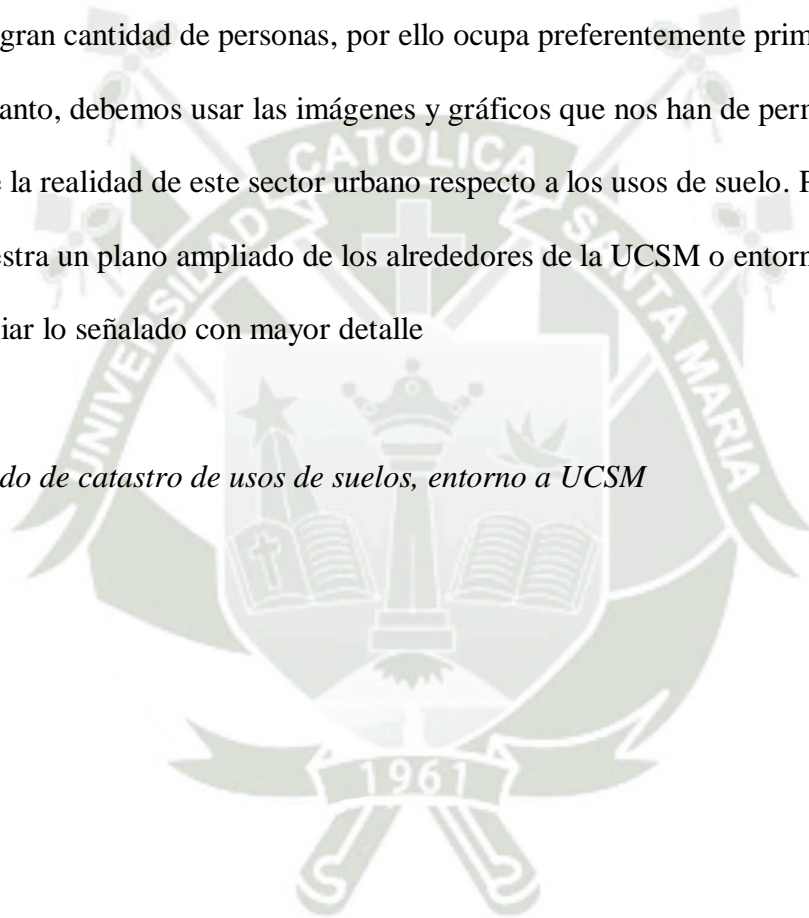 gran cantidad de personas, por ello ocupa preferentemente prim
anto, debemos usar las imágenes y gráficos que nos han de perm
la realidad de este sector urbano respecto a los usos de suelo.
estra un plano ampliado de los alrededores de la UCSM o entorn
iar lo señalado con mayor detalle
do de catastro de usos de suelos, entorno a UCSM
UNIVERSIDAD CATOLICA SANTA MARIA
1961